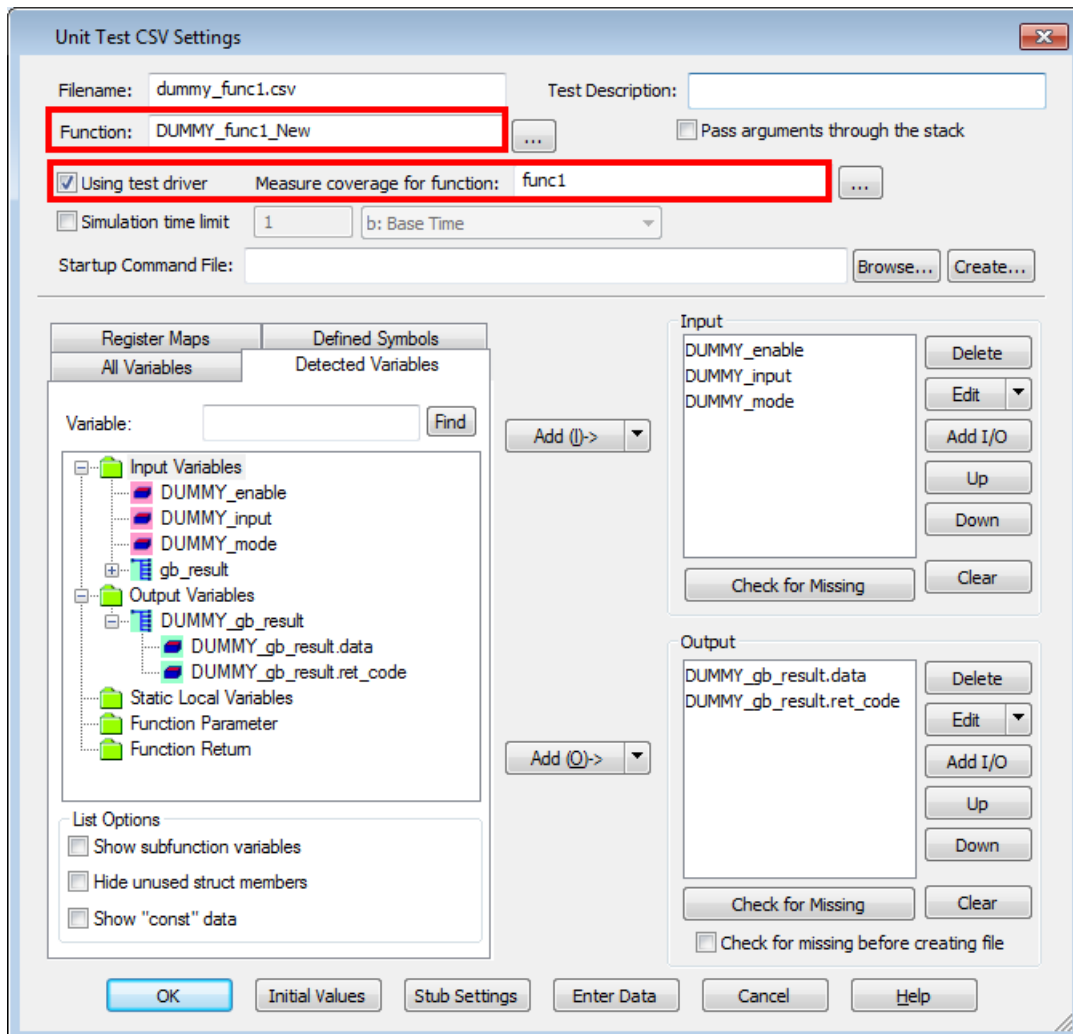 Unit Test CSV Settings
Filename: dummy_func1.csv Test Description:
Function: DUMMY_func1_New ... Pass arguments through the stack
Using test driver Measure coverage for function: func1 ...
Simulation time limit 1 b: Base Time
Startup Command File: Browse... Create...
Register Maps Defined Symbols
All Variables Detected Variables
Variable: Find
Input Variables
DUMMY_enable
DUMMY_input
DUMMY_mode
gb_result
Output Variables
DUMMY_gb_result
DUMMY_gb_result.data
DUMMY_gb_result.ret_code
Static Local Variables
Function Parameter
Function Return
List Options
Show subfunction variables
Hide unused struct members
Show "const" data
Add (I)->
Add (O)->
Input
DUMMY_enable
DUMMY_input
DUMMY_mode
Delete
Edit
Add I/O
Up
Down
Check for Missing Clear
Output
DUMMY_gb_result.data
DUMMY_gb_result.ret_code
Delete
Edit
Add I/O
Up
Down
Check for Missing Clear
Check for missing before creating file
OK Initial Values Stub Settings Enter Data Cancel Help